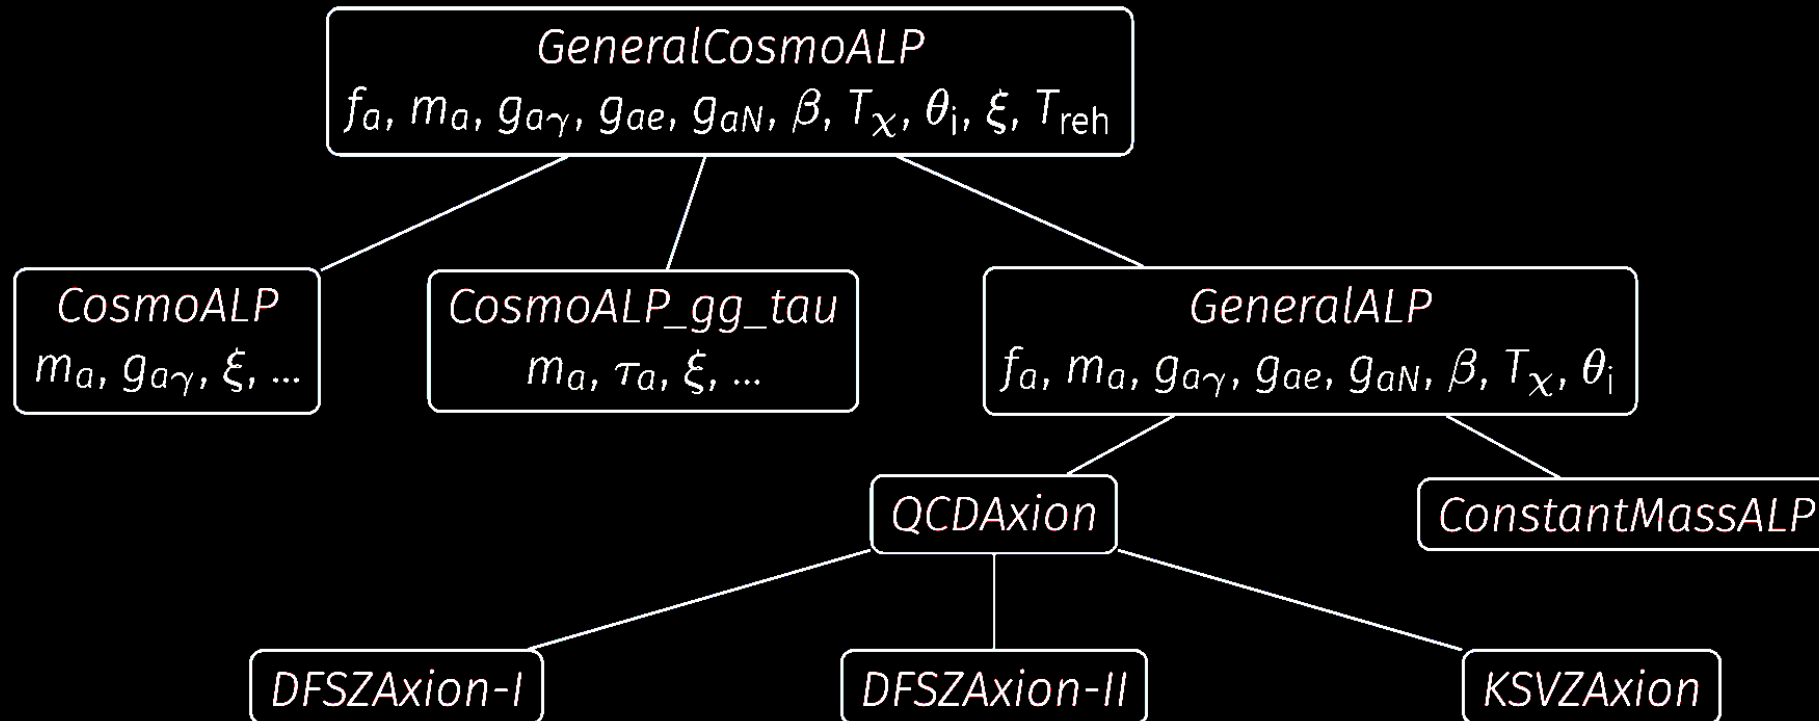 GeneralCosmoALP
fₐ, mₐ, gₐᵧ, gₐₑ, gₐN, β, Tᵪ, θᵢ, ξ, Treh
CosmoALP
mₐ, gₐᵧ, ξ, ...
CosmoALP_gg_tau
mₐ, τₐ, ξ, ...
GeneralALP
fₐ, mₐ, gₐᵧ, gₐₑ, gₐN, β, Tᵪ, θᵢ
QCDAxion
ConstantMassALP
DFSZAxion-I
DFSZAxion-II
KSVZAxion